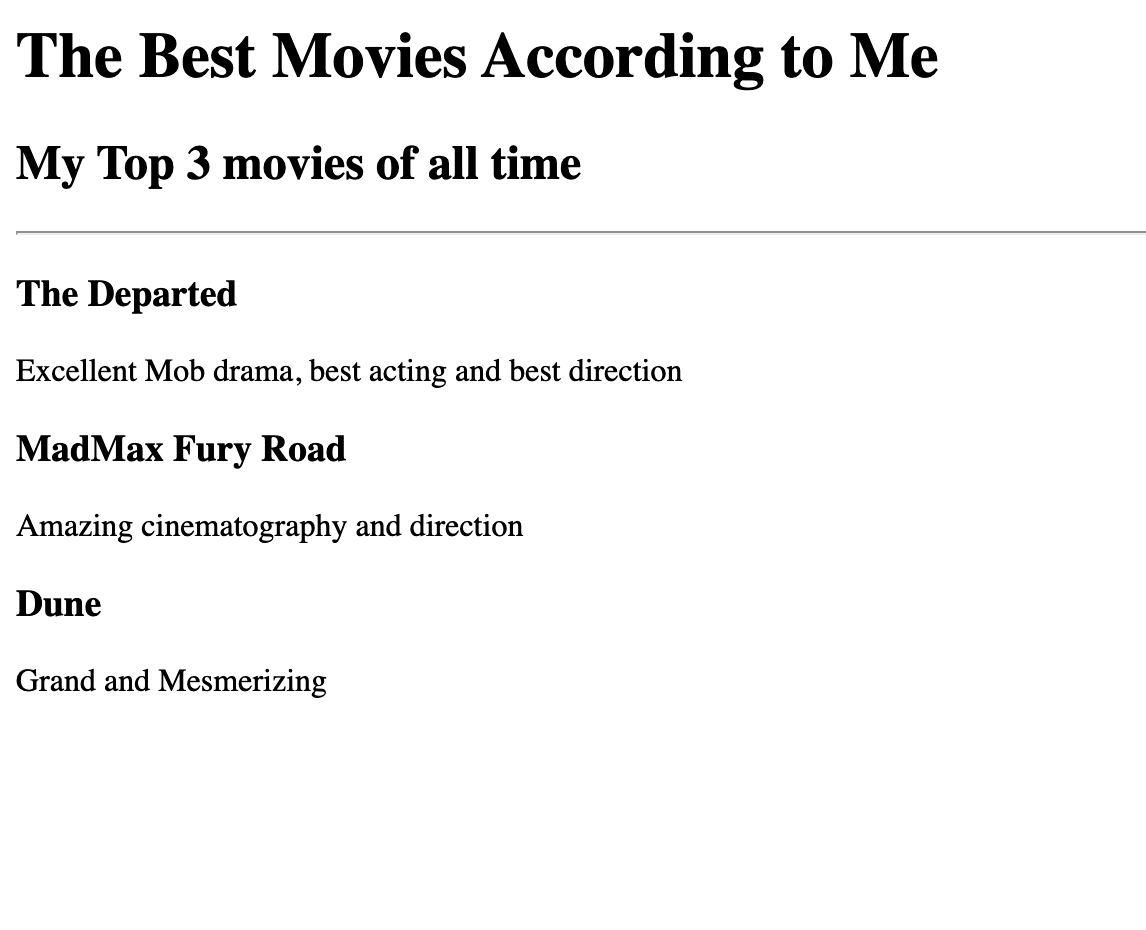 The Best Movies According to Me
My Top 3 movies of all time
The Departed
Excellent Mob drama, best acting and best direction
MadMax Fury Road
Amazing cinematography and direction
Dune
Grand and Mesmerizing